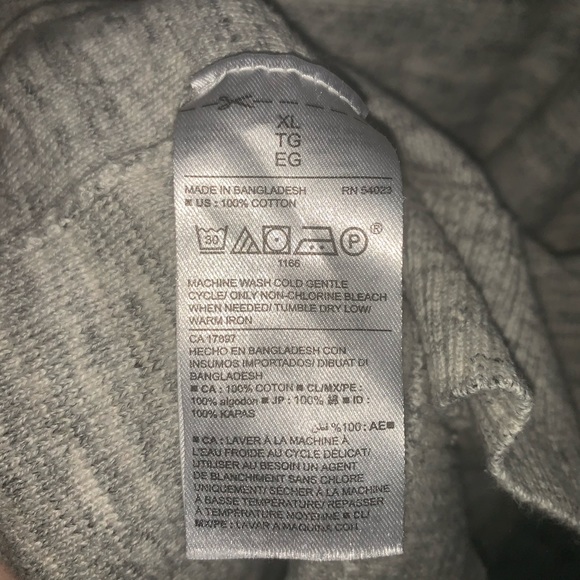 XL
TG
EG
MADE IN BANGLADESH RN 54023
■ US : 100% COTTON
30 P ®
1166
MACHINE WASH COLD GENTLE
CYCLE/ ONLY NON-CHLORINE BLEACH
WHEN NEEDED/ TUMBLE DRY LOW/
WARM IRON
CA 17897
HECHO EN BANGLADESH CON
INSUMOS IMPORTADOS/ DIBUAT DI
BANGLADESH
■ CA : 100% COTON ■ CL/MX/PE :
100% algodón ■ JP : 100% 綿 ■ ID :
100% KAPAS
■AE :100% قطن
■ CA : LAVER À LA MACHINE À
L'EAU FROIDE AU CYCLE DÉLICAT/
UTILISER AU BESOIN UN AGENT
DE BLANCHIMENT SANS CHLORE
UNIQUEMENT/ SÉCHER À LA MACHINE
À BASSE TEMPÉRATURE/ REPASSER
À TEMPÉRATURE MOYENNE ■ CL/
MX/PE : LAVAR A MAQUINA CON